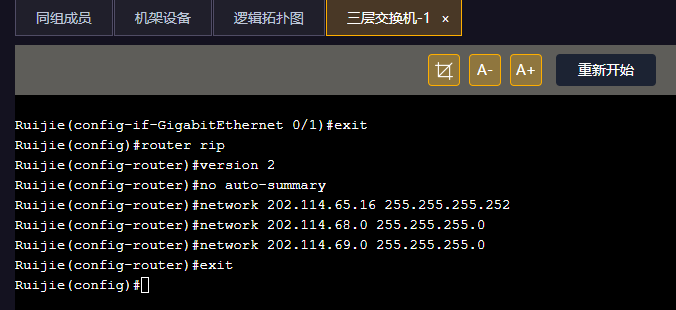 同组成员 机架设备 逻辑拓扑图 三层交换机-1 ×
A- A+ 重新开始
Ruijie(config-if-GigabitEthernet 0/1)#exit
Ruijie(config)#router rip
Ruijie(config-router)#version 2
Ruijie(config-router)#no auto-summary
Ruijie(config-router)#network 202.114.65.16 255.255.255.252
Ruijie(config-router)#network 202.114.68.0 255.255.255.0
Ruijie(config-router)#network 202.114.69.0 255.255.255.0
Ruijie(config-router)#exit
Ruijie(config)#